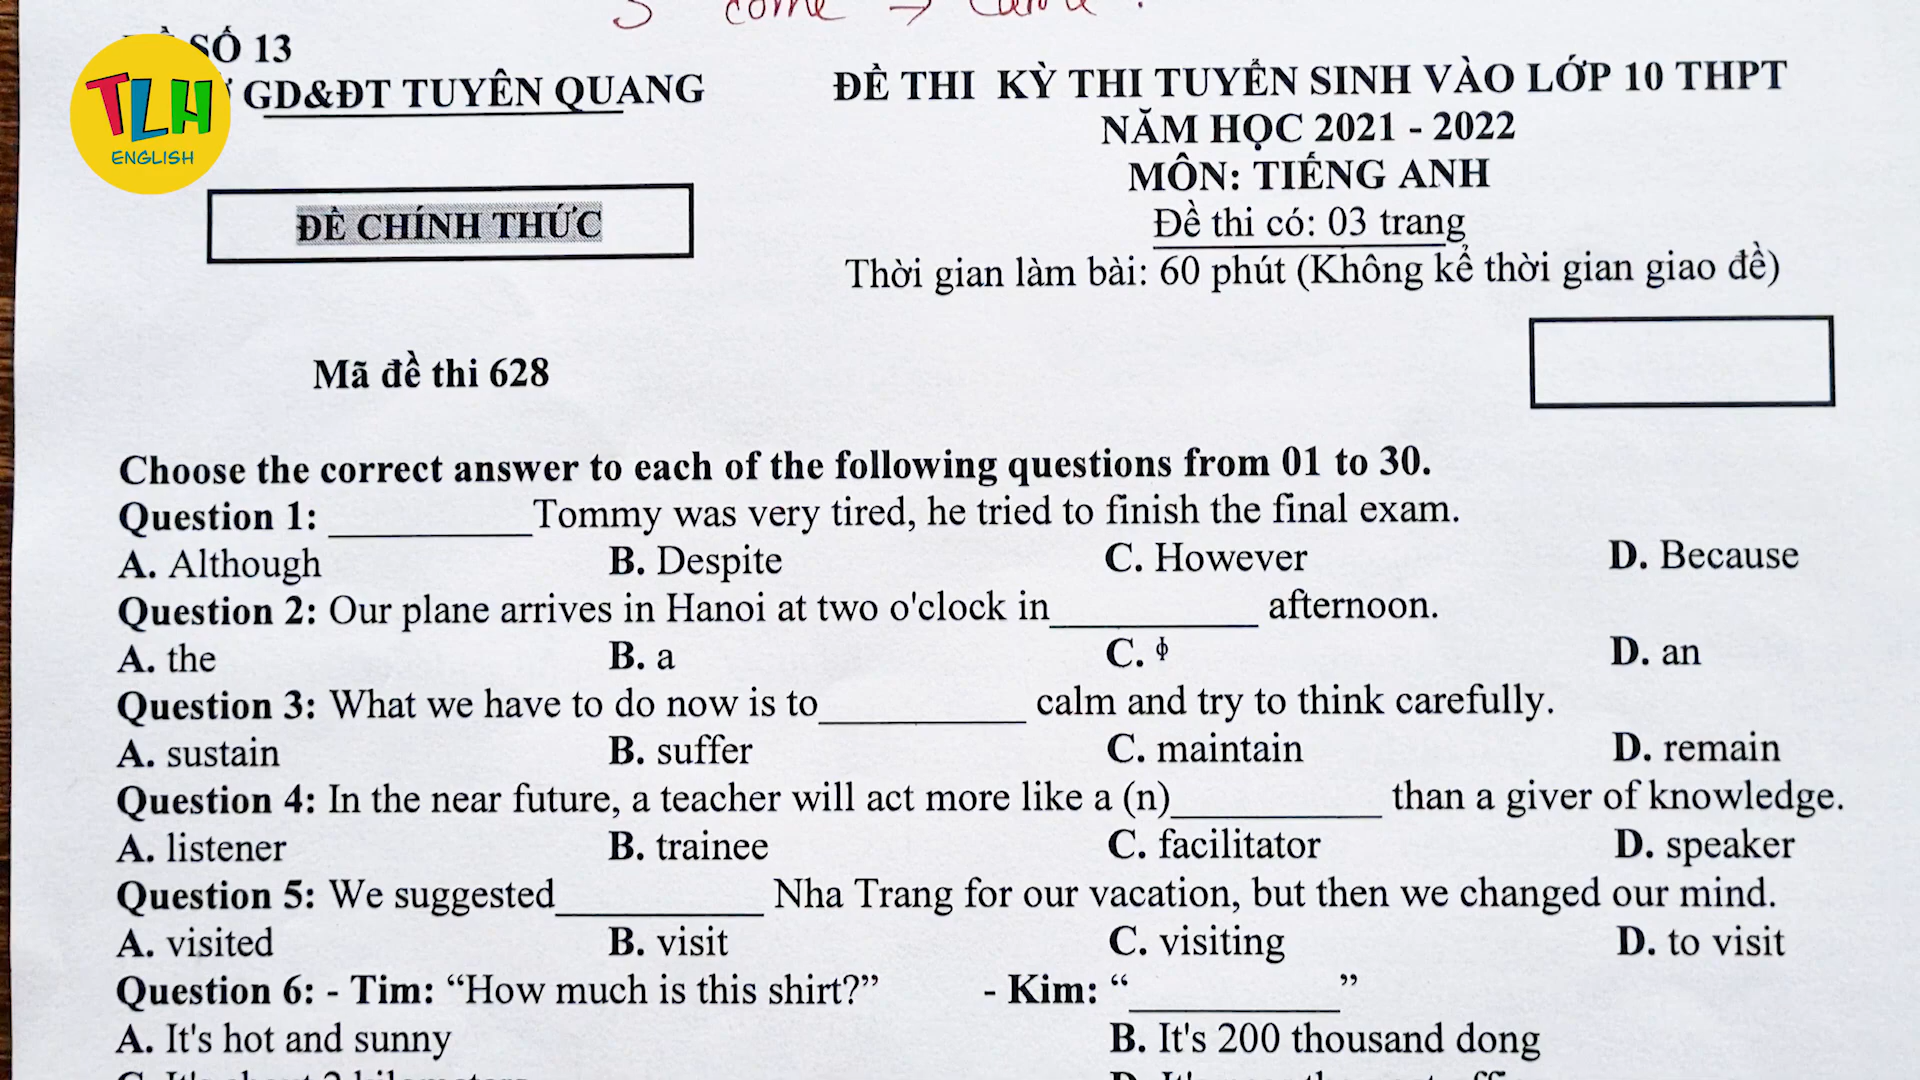 SỐ 13
GD&ĐT TUYÊN QUANG
TLH
ENGLISH
ĐỀ THI KỲ THI TUYỂN SINH VÀO LỚP 10 THPT
NĂM HỌC 2021 - 2022
MÔN: TIẾNG ANH
Đề thi có: 03 trang
Thời gian làm bài: 60 phút (Không kể thời gian giao đề)
ĐỀ CHÍNH THỨC
Mã đề thi 628
Choose the correct answer to each of the following questions from 01 to 30.
Question 1: __________Tommy was very tired, he tried to finish the final exam.
A. Although B. Despite C. However D. Because
Question 2: Our plane arrives in Hanoi at two o'clock in__________ afternoon.
A. the B. a C. ϕ D. an
Question 3: What we have to do now is to__________ calm and try to think carefully.
A. sustain B. suffer C. maintain D. remain
Question 4: In the near future, a teacher will act more like a (n)__________ than a giver of knowledge.
A. listener B. trainee C. facilitator D. speaker
Question 5: We suggested__________ Nha Trang for our vacation, but then we changed our mind.
A. visited B. visit C. visiting D. to visit
Question 6: - Tim: “How much is this shirt?” - Kim: “__________”
A. It's hot and sunny B. It's 200 thousand dong